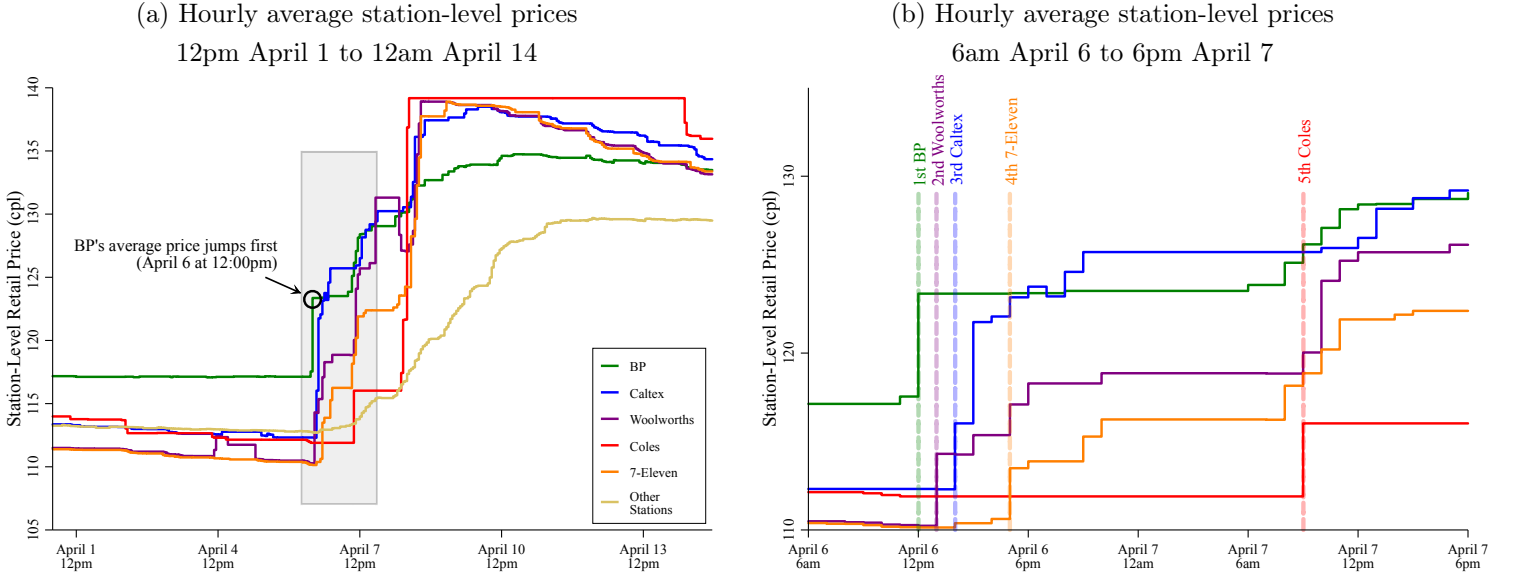 (a) Hourly average station-level prices
12pm April 1 to 12am April 14
Station-Level Retail Price (cpl)
140
135
130
125
120
115
110
105
BP's average price jumps first
(April 6 at 12:00pm)
BP
Caltex
Woolworths
Coles
7-Eleven
Other
Stations
April 1
12pm
April 4
12pm
April 7
12pm
April 10
12pm
April 13
12pm
(b) Hourly average station-level prices
6am April 6 to 6pm April 7
Station-Level Retail Price (cpl)
130
120
110
1st BP
2nd Woolworths
3rd Caltex
4th 7-Eleven
5th Coles
April 6
6am
April 6
12pm
April 6
6pm
April 7
12am
April 7
6am
April 7
12pm
April 7
6pm